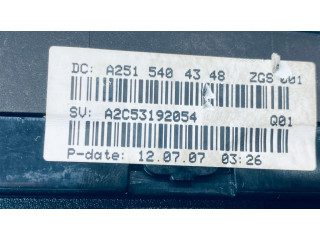 DC: A251 540 43 48 ZGS 001
SV: A2C53192054 Q01
P-date: 12.07.07 03:26